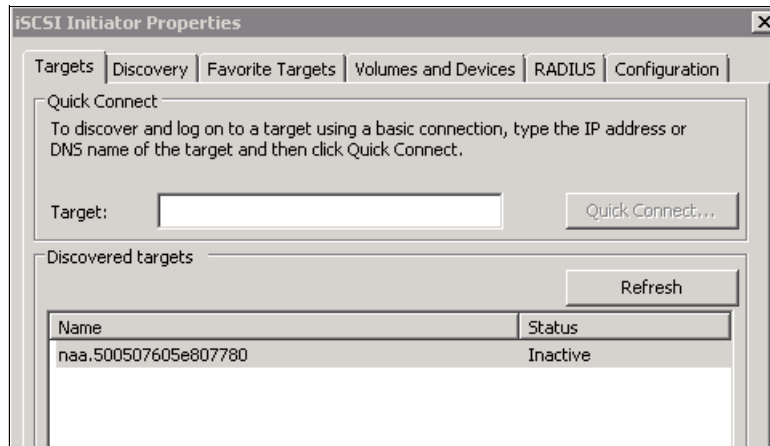 iSCSI Initiator Properties
Targets Discovery Favorite Targets Volumes and Devices RADIUS Configuration
Quick Connect
To discover and log on to a target using a basic connection, type the IP address or
DNS name of the target and then click Quick Connect.
Target: Quick Connect...
Discovered targets
Refresh
Name Status
naa.500507605e807780 Inactive